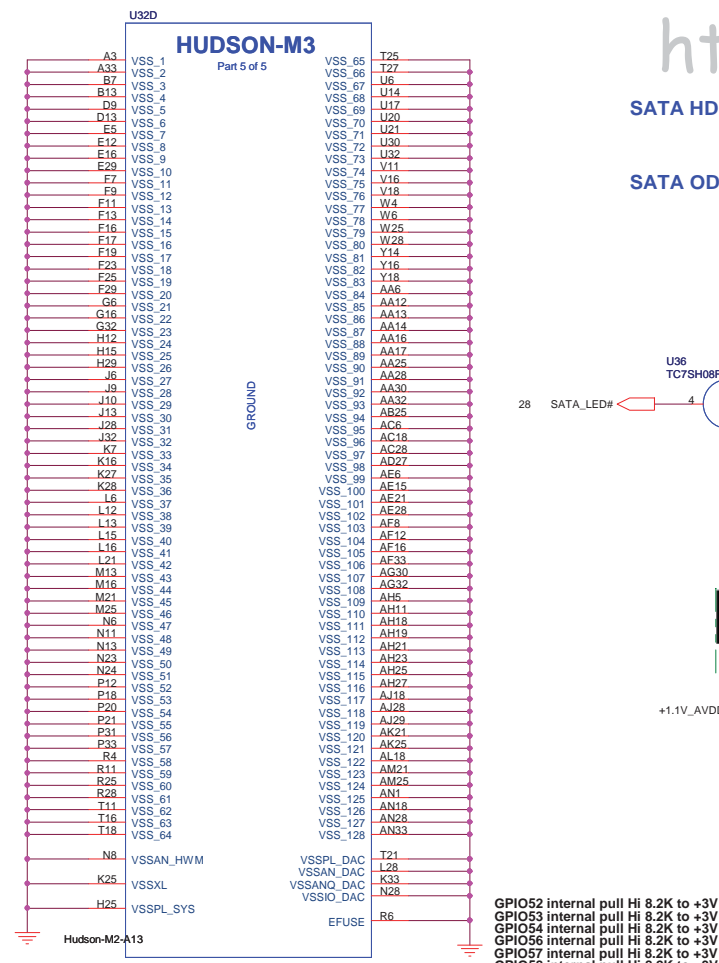 U32D
HUDSON-M3
Part 5 of 5
A3 VSS_1 VSS_65 T25
A33 VSS_2 VSS_66 T27
B7 VSS_3 VSS_67 U6
B13 VSS_4 VSS_68 U14
D9 VSS_5 VSS_69 U17
D13 VSS_6 VSS_70 U20
E5 VSS_7 VSS_71 U21
E12 VSS_8 VSS_72 U30
E16 VSS_9 VSS_73 U32
E29 VSS_10 VSS_74 V11
F7 VSS_11 VSS_75 V16
F9 VSS_12 VSS_76 V18
F11 VSS_13 VSS_77 W4
F13 VSS_14 VSS_78 W6
F16 VSS_15 VSS_79 W25
F17 VSS_16 VSS_80 W28
F19 VSS_17 VSS_81 Y14
F23 VSS_18 VSS_82 Y16
F25 VSS_19 VSS_83 Y18
F29 VSS_20 VSS_84 AA6
G6 VSS_21 VSS_85 AA12
G16 VSS_22 VSS_86 AA13
G32 VSS_23 VSS_87 AA14
H12 VSS_24 VSS_88 AA16
H15 VSS_25 VSS_89 AA17
H29 VSS_26 VSS_90 AA25
J6 VSS_27 VSS_91 AA28
J9 VSS_28 VSS_92 AA30
J10 VSS_29 VSS_93 AA32
J13 VSS_30 VSS_94 AB25
J28 VSS_31 VSS_95 AC6
J32 VSS_32 VSS_96 AC18
K7 VSS_33 VSS_97 AC28
K16 VSS_34 VSS_98 AD27
K27 VSS_35 VSS_99 AE6
K28 VSS_36 VSS_100 AE15
L6 VSS_37 VSS_101 AE21
L12 VSS_38 VSS_102 AE28
L13 VSS_39 VSS_103 AF8
L15 VSS_40 VSS_104 AF12
L16 VSS_41 VSS_105 AF16
L21 VSS_42 VSS_106 AF33
M13 VSS_43 VSS_107 AG30
M16 VSS_44 VSS_108 AG32
M21 VSS_45 VSS_109 AH5
M25 VSS_46 VSS_110 AH11
N6 VSS_47 VSS_111 AH18
N11 VSS_48 VSS_112 AH19
N13 VSS_49 VSS_113 AH21
N23 VSS_50 VSS_114 AH23
N24 VSS_51 VSS_115 AH25
P12 VSS_52 VSS_116 AH27
P18 VSS_53 VSS_117 AJ18
P20 VSS_54 VSS_118 AJ28
P21 VSS_55 VSS_119 AJ29
P31 VSS_56 VSS_120 AK21
P33 VSS_57 VSS_121 AK25
R4 VSS_58 VSS_122 AL18
R11 VSS_59 VSS_123 AM21
R25 VSS_60 VSS_124 AM25
R28 VSS_61 VSS_125 AN1
T11 VSS_62 VSS_126 AN18
T16 VSS_63 VSS_127 AN28
T18 VSS_64 VSS_128 AN33
N8 VSSAN_HWM VSSPL_DAC T21
VSSAN_DAC L28
K25 VSSXL VSSANQ_DAC K33
VSSIO_DAC N28
H25 VSSPL_SYS
EFUSE R6
GROUND
Hudson-M2-A13
ht
SATA HD
SATA OD
U36
TC7SH08F
28 SATA_LED# 4
+1.1V_AVD
GPIO52 internal pull Hi 8.2K to +3V
GPIO53 internal pull Hi 8.2K to +3V
GPIO54 internal pull Hi 8.2K to +3V
GPIO56 internal pull Hi 8.2K to +3V
GPIO57 internal pull Hi 8.2K to +3V